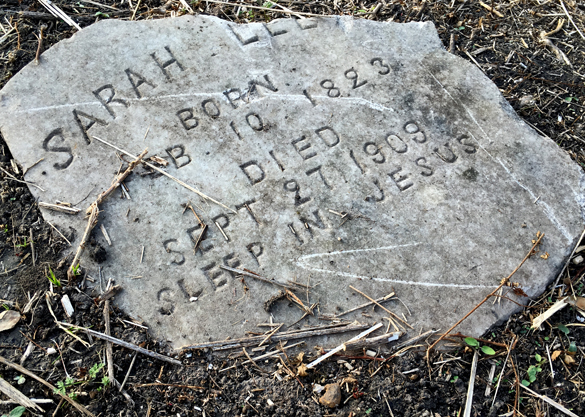 SARAH LEE
BORN
B 10 1823
DIED
SEPT 27 1909
SLEEP IN JESUS